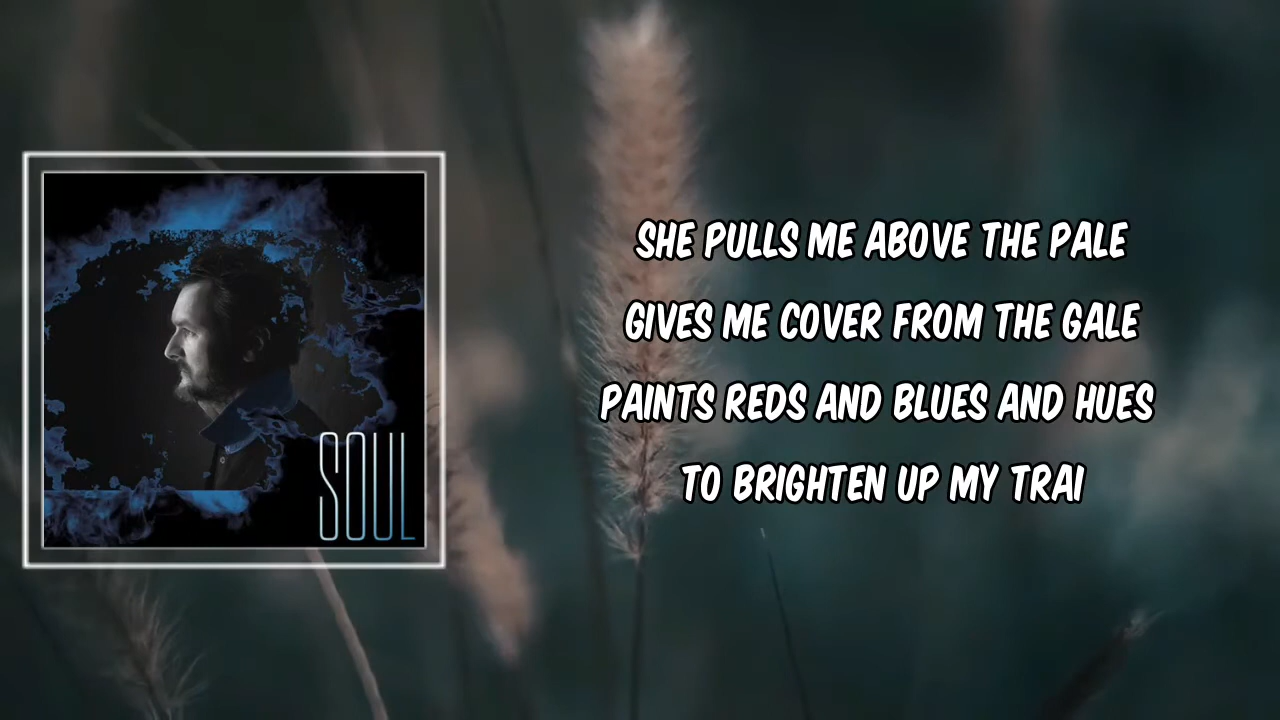 SOUL
SHE PULLS ME ABOVE THE PALE
GIVES ME COVER FROM THE GALE
PAINTS REDS AND BLUES AND HUES
TO BRIGHTEN UP MY TRAI